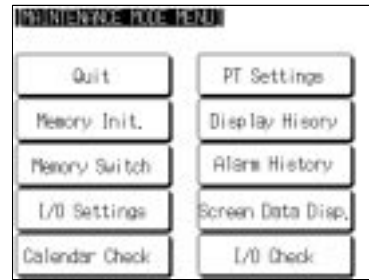 MAINTENANCE MODE MENU
Quit
PT Settings
Memory Init.
Display Hisory
Memory Switch
Alarm History
I/O Settings
Screen Data Disp.
Calendar Check
I/O Check